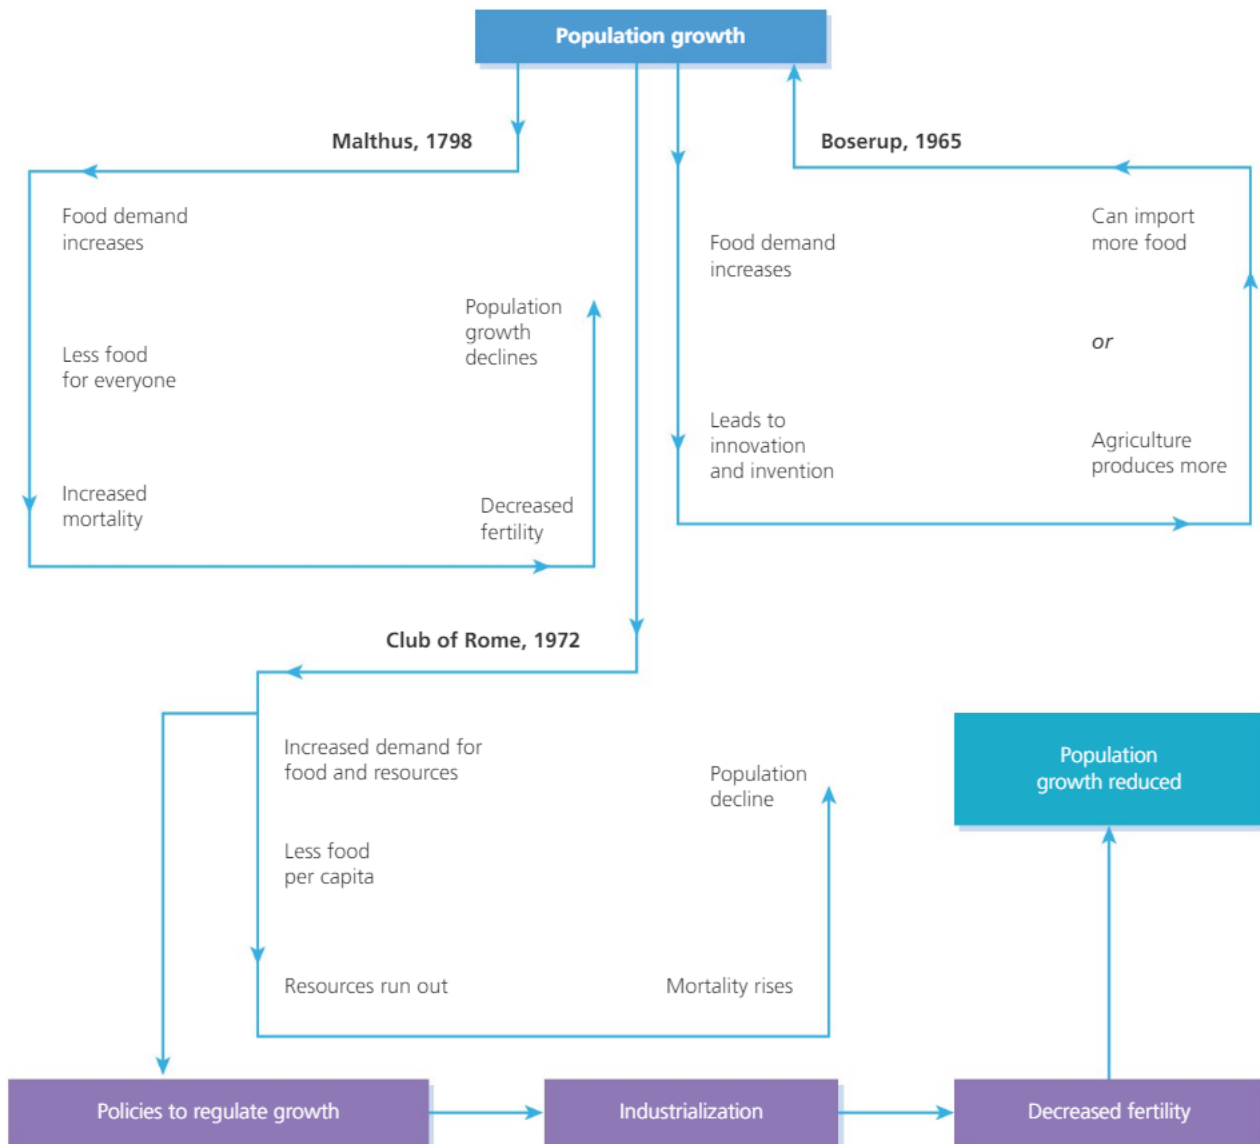 Population growth
Malthus, 1798
Food demand
increases
Less food
for everyone
Increased
mortality
Decreased
fertility
Population
growth
declines
Boserup, 1965
Food demand
increases
Leads to
innovation
and invention
Agriculture
produces more
or
Can import
more food
Club of Rome, 1972
Increased demand for
food and resources
Less food
per capita
Resources run out
Mortality rises
Population
decline
Policies to regulate growth
Industrialization
Decreased fertility
Population
growth reduced